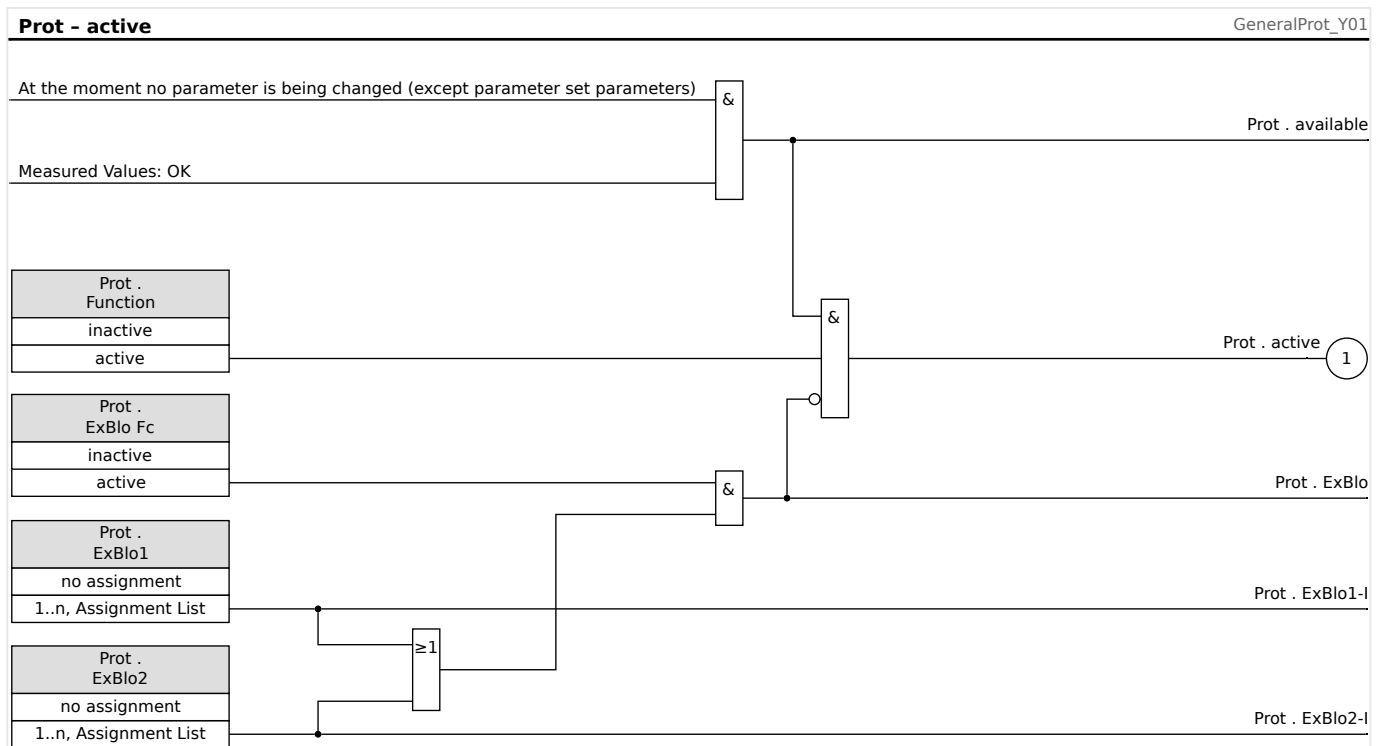 Prot – active
GeneralProt_Y01
At the moment no parameter is being changed (except parameter set parameters)
&
Prot . available
Measured Values: OK
Prot .
Function
inactive
active
&
Prot . active
1
Prot .
ExBlo Fc
inactive
active
&
Prot . ExBlo
Prot .
ExBlo1
no assignment
1..n, Assignment List
Prot . ExBlo1-I
≥1
Prot .
ExBlo2
no assignment
1..n, Assignment List
Prot . ExBlo2-I